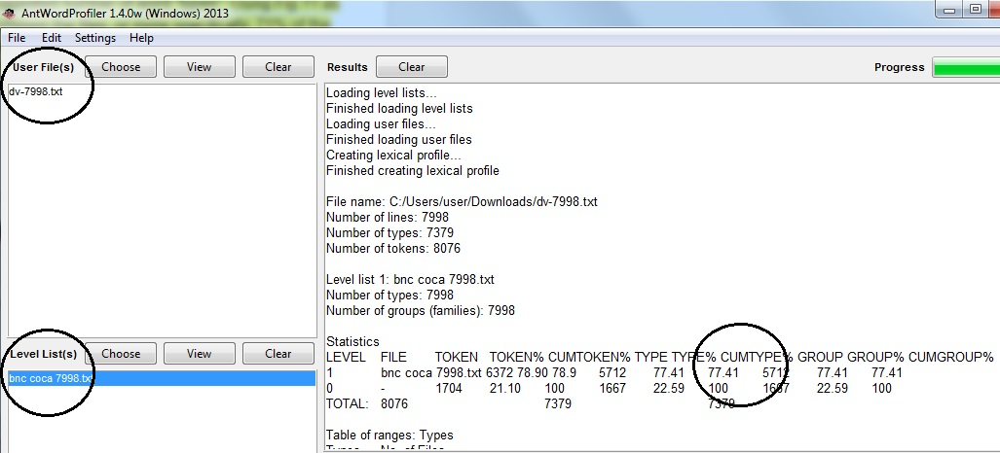 AntWordProfiler 1.4.0w (Windows) 2013
File Edit Settings Help
User File(s) Choose View Clear Results Clear Progress
dv-7998.txt
Loading level lists...
Finished loading level lists
Loading user files...
Finished loading user files
Creating lexical profile...
Finished creating lexical profile
File name: C:/Users/user/Downloads/dv-7998.txt
Number of lines: 7998
Number of types: 7379
Number of tokens: 8076
Level list 1: bnc coca 7998.txt
Number of types: 7998
Number of groups (families): 7998
Level List(s) Choose View Clear
bnc coca 7998.txt
Statistics
LEVEL FILE TOKEN TOKEN% CUMTOKEN% TYPE TYPE% CUMTYPE% GROUP GROUP% CUMGROUP%
1 bnc coca 7998.txt 6372 78.90 78.9 5712 77.41 77.41 5712 77.41 77.41
0 - 1704 21.10 100 1667 22.59 100 1667 22.59 100
TOTAL: 8076 7379 7379
Table of ranges: Types